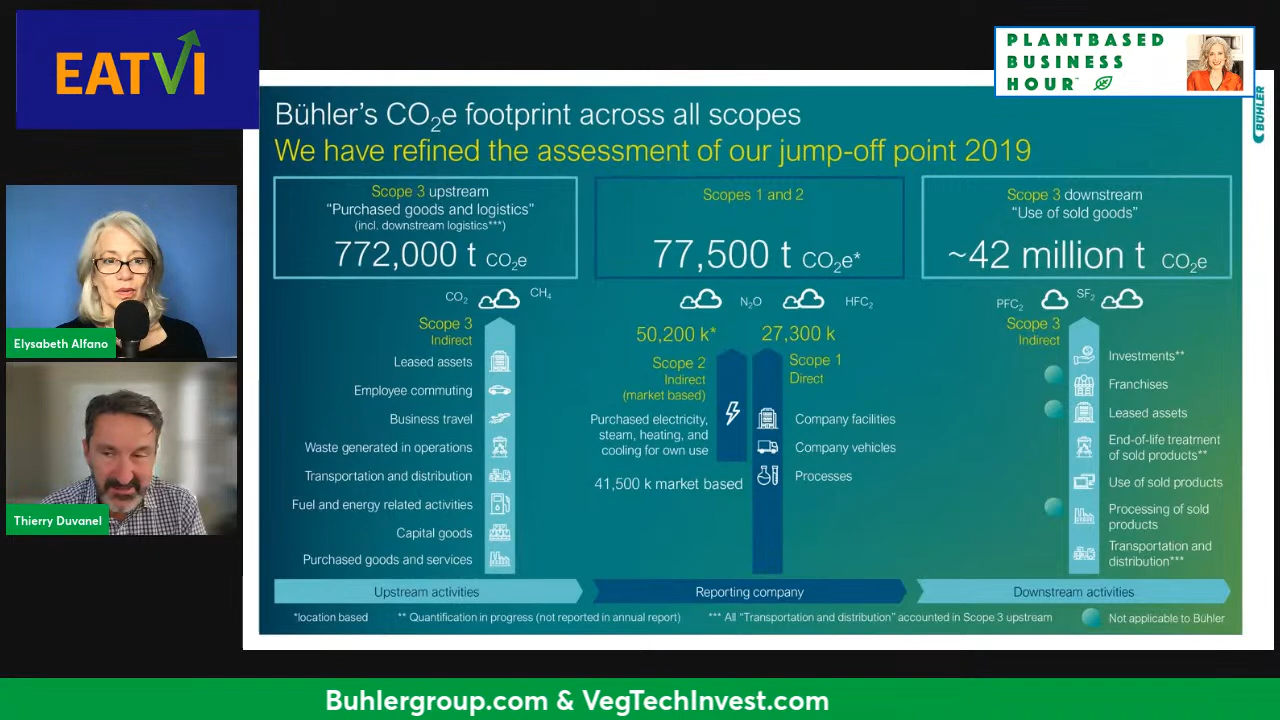 EATVI
PLANTBASED
BUSINESS
HOUR™
BÜHLER
Bühler's CO2e footprint across all scopes
We have refined the assessment of our jump-off point 2019
Scope 3 upstream
"Purchased goods and logistics"
(incl. downstream logistics***)
772,000 t CO2e
Scopes 1 and 2
77,500 t CO2e*
Scope 3 downstream
"Use of sold goods"
~42 million t CO2e
CO2
CH4
Scope 3
Indirect
Leased assets
Employee commuting
Business travel
Waste generated in operations
Transportation and distribution
Fuel and energy related activities
Capital goods
Purchased goods and services
N2O
HFC2
50,200 k*
27,300 k
Scope 2
Indirect
(market based)
Purchased electricity,
steam, heating, and
cooling for own use
41,500 k market based
Scope 1
Direct
Company facilities
Company vehicles
Processes
PFC2
SF2
Scope 3
Indirect
Investments**
Franchises
Leased assets
End-of-life treatment
of sold products**
Use of sold products
Processing of sold
products
Transportation and
distribution***
Upstream activities
Reporting company
Downstream activities
*location based
** Quantification in progress (not reported in annual report)
*** All "Transportation and distribution" accounted in Scope 3 upstream
Not applicable to Bühler
Elysabeth Alfano
Thierry Duvanel
Buhlergroup.com & VegTechInvest.com